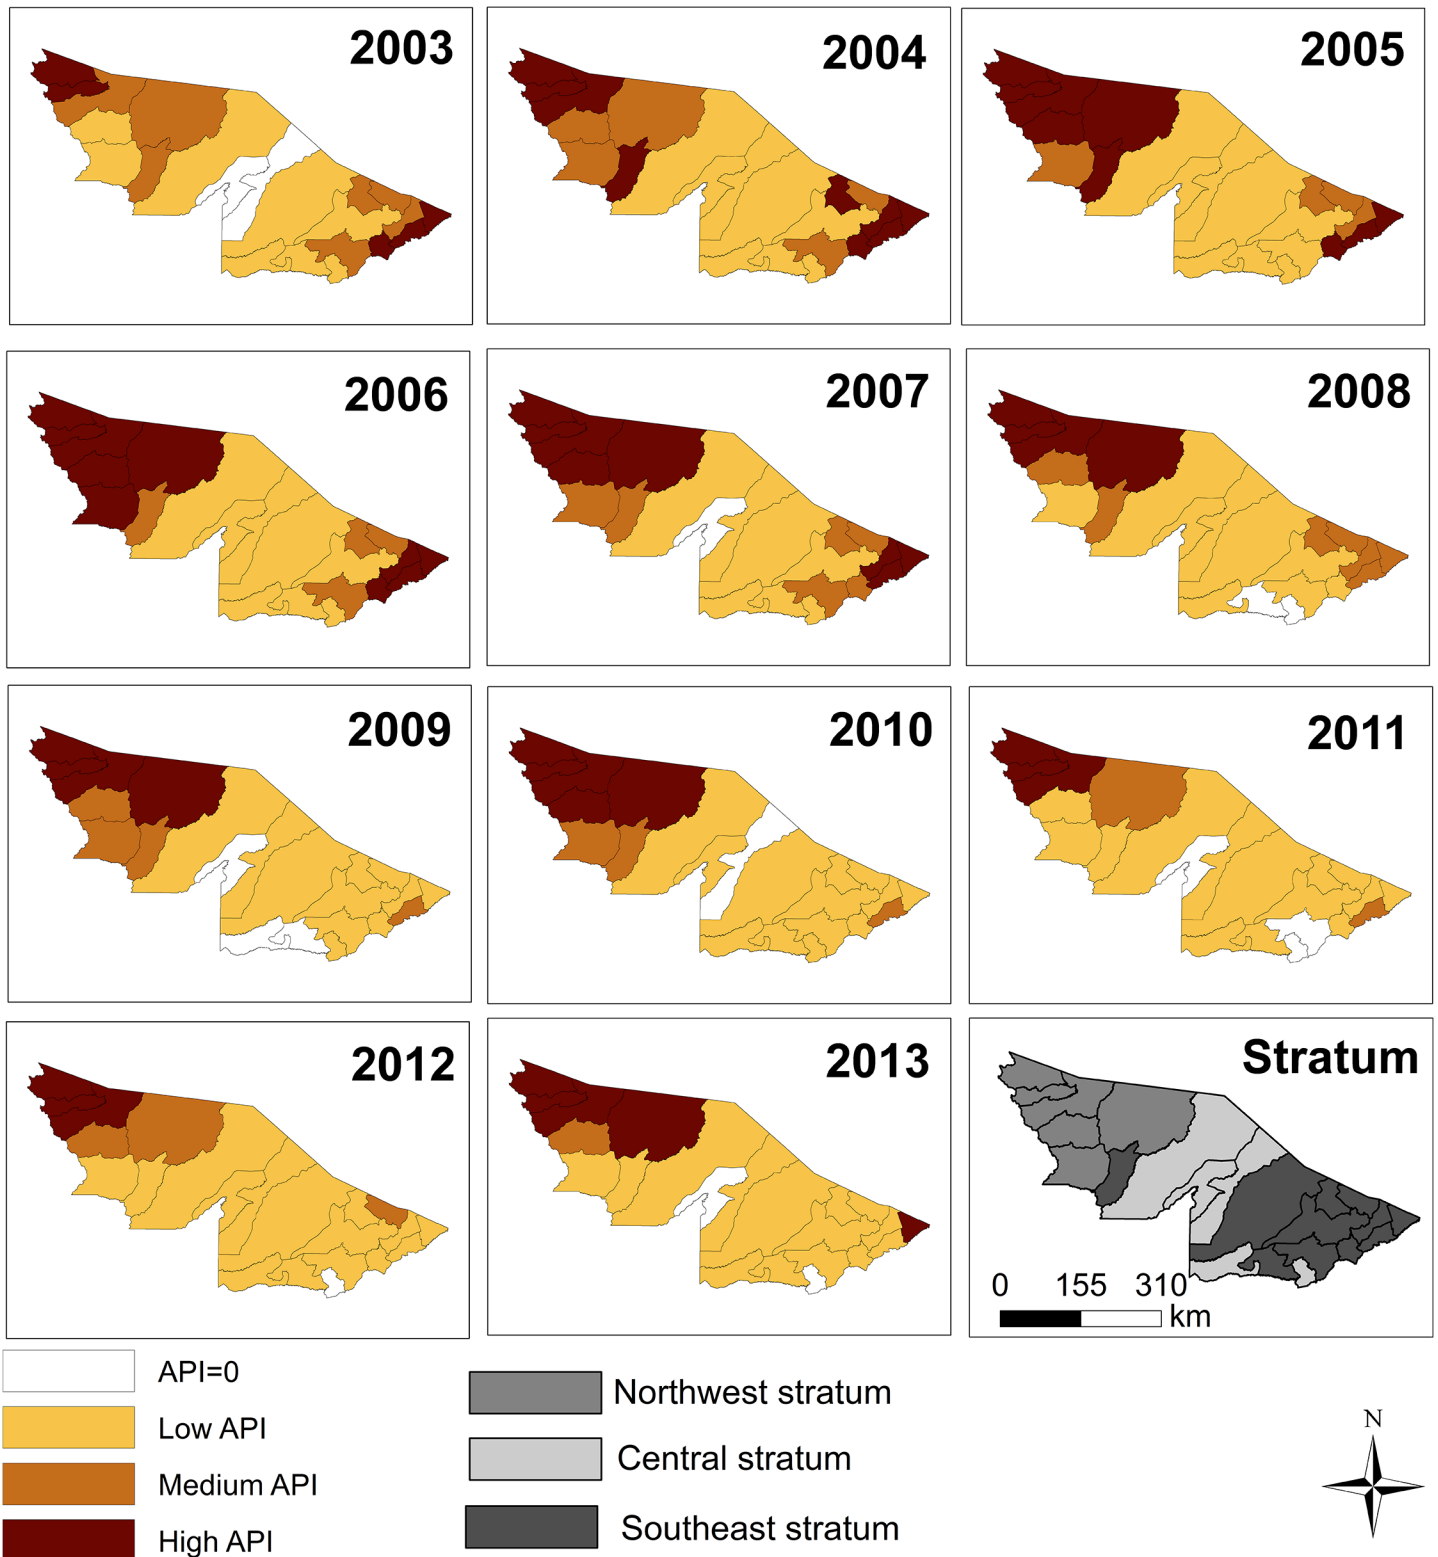 2003
2004
2005
2006
2007
2008
2009
2010
2011
2012
2013
Stratum
0 155 310
km
API=0
Low API
Medium API
High API
Northwest stratum
Central stratum
Southeast stratum
N